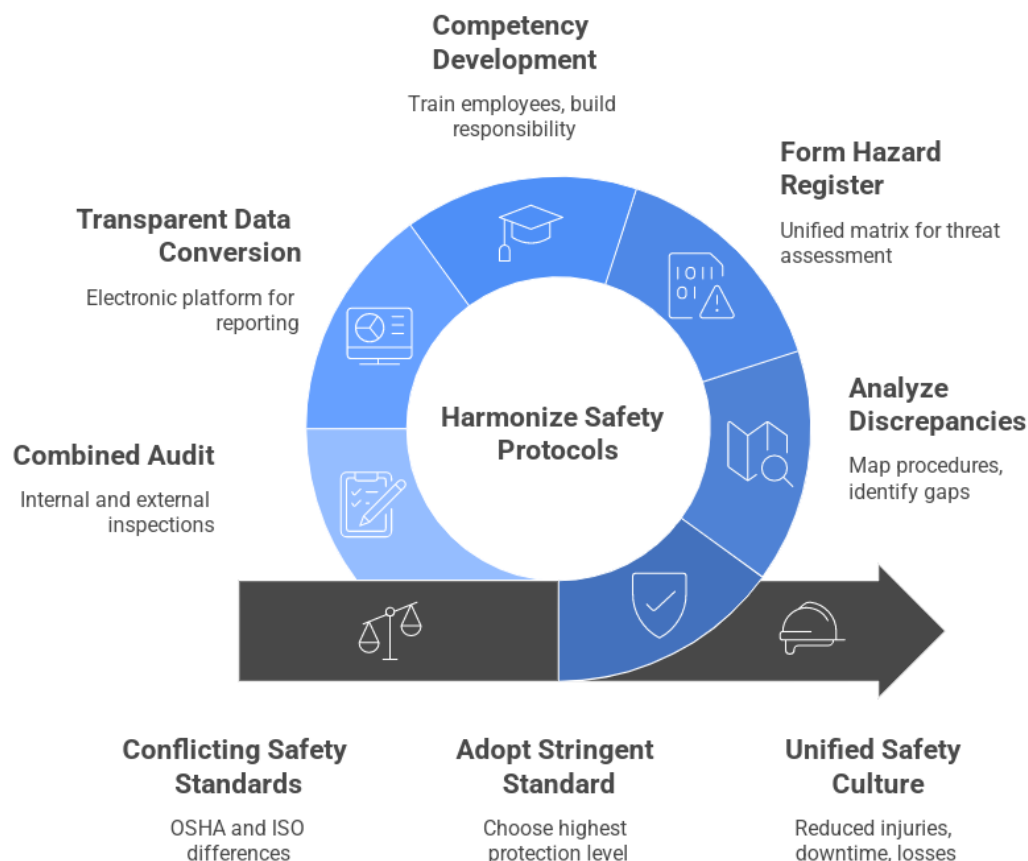 Competency
Development
Train employees, build
responsibility
Form Hazard
Register
Unified matrix for threat
assessment
Transparent Data
Conversion
Electronic platform for
reporting
1011
01
Analyze
Discrepancies
Map procedures,
identify gaps
Harmonize Safety
Protocols
Combined Audit
Internal and external
inspections
Conflicting Safety
Standards
OSHA and ISO
differences
Adopt Stringent
Standard
Choose highest
protection level
Unified Safety
Culture
Reduced injuries,
downtime, losses